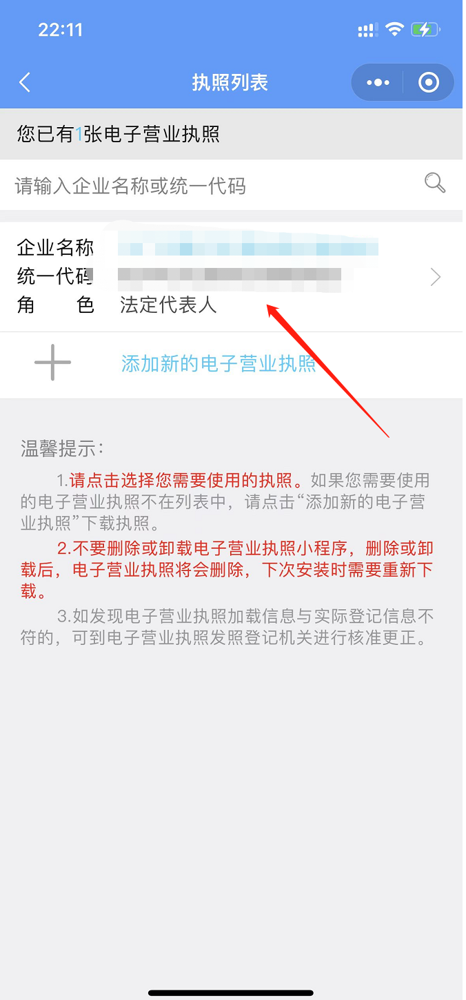 22:11
执照列表
您已有1张电子营业执照
请输入企业名称或统一代码
企业名称
统一代码
角 色 法定代表人
添加新的电子营业执照
温馨提示：
1.请点击选择您需要使用的执照。如果您需要使用
的电子营业执照不在列表中，请点击“添加新的电子营
业执照”下载执照。
2.不要删除或卸载电子营业执照小程序，删除或卸
载后，电子营业执照将会删除，下次安装时需要重新下
载。
3.如发现电子营业执照加载信息与实际登记信息不
符的，可到电子营业执照发照登记机关进行核准更正。